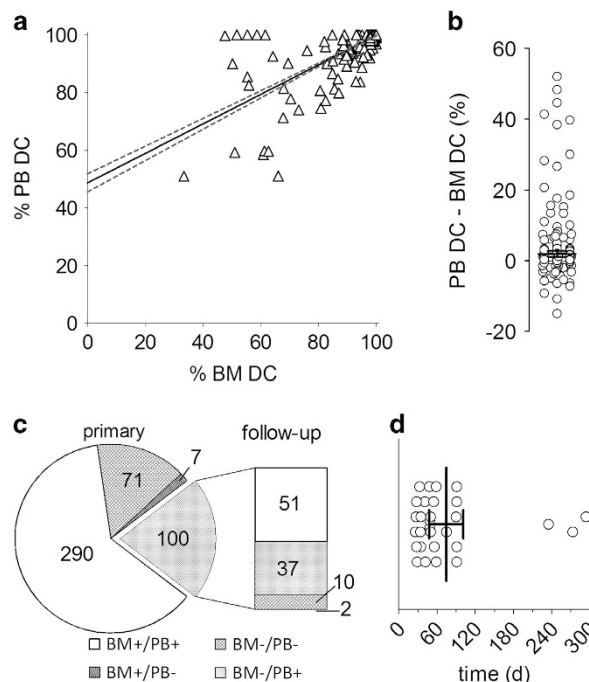 a
% PB DC
100
80
60
40
20
0
0 20 40 60 80 100
% BM DC
b
PB DC - BM DC (%)
60
40
20
0
-20
c
primary
follow-up
71
7
290
100
51
37
10
2
BM+/PB+
BM-/PB-
BM+/PB-
BM-/PB+
d
0 60 120 180 240 300
time (d)